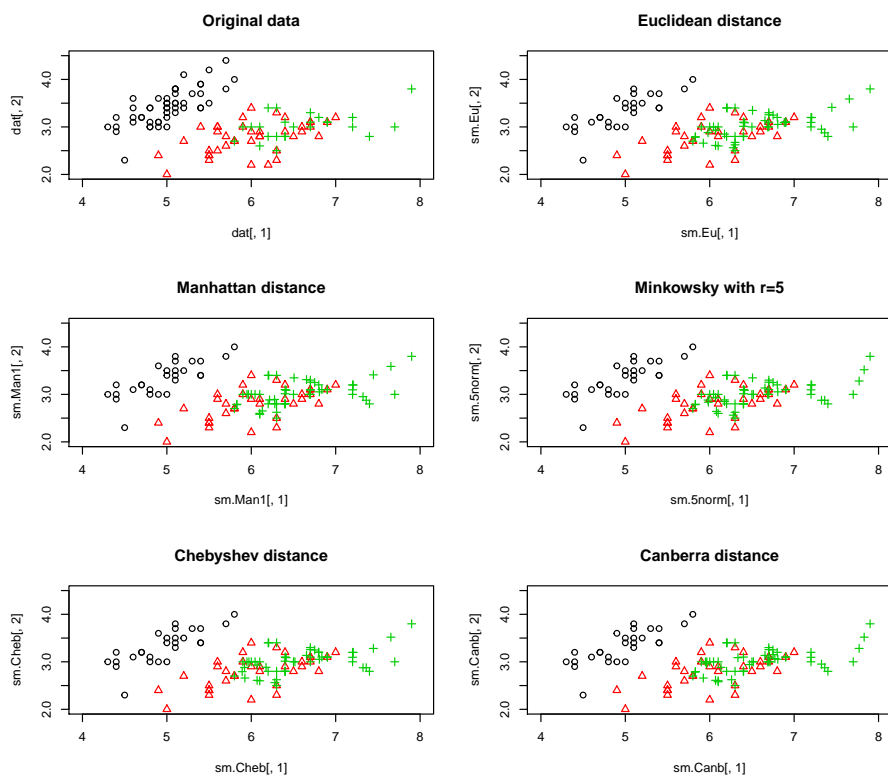 Original data
dat[, 2]
4.0
3.0
2.0
4 5 6 7 8
dat[, 1]
Euclidean distance
sm.Eu[, 2]
4.0
3.0
2.0
4 5 6 7 8
sm.Eu[, 1]
Manhattan distance
sm.Man1[, 2]
4.0
3.0
2.0
4 5 6 7 8
sm.Man1[, 1]
Minkowsky with r=5
sm.5norm[, 2]
4.0
3.0
2.0
4 5 6 7 8
sm.5norm[, 1]
Chebyshev distance
sm.Cheb[, 2]
4.0
3.0
2.0
4 5 6 7 8
sm.Cheb[, 1]
Canberra distance
sm.Canb[, 2]
4.0
3.0
2.0
4 5 6 7 8
sm.Canb[, 1]